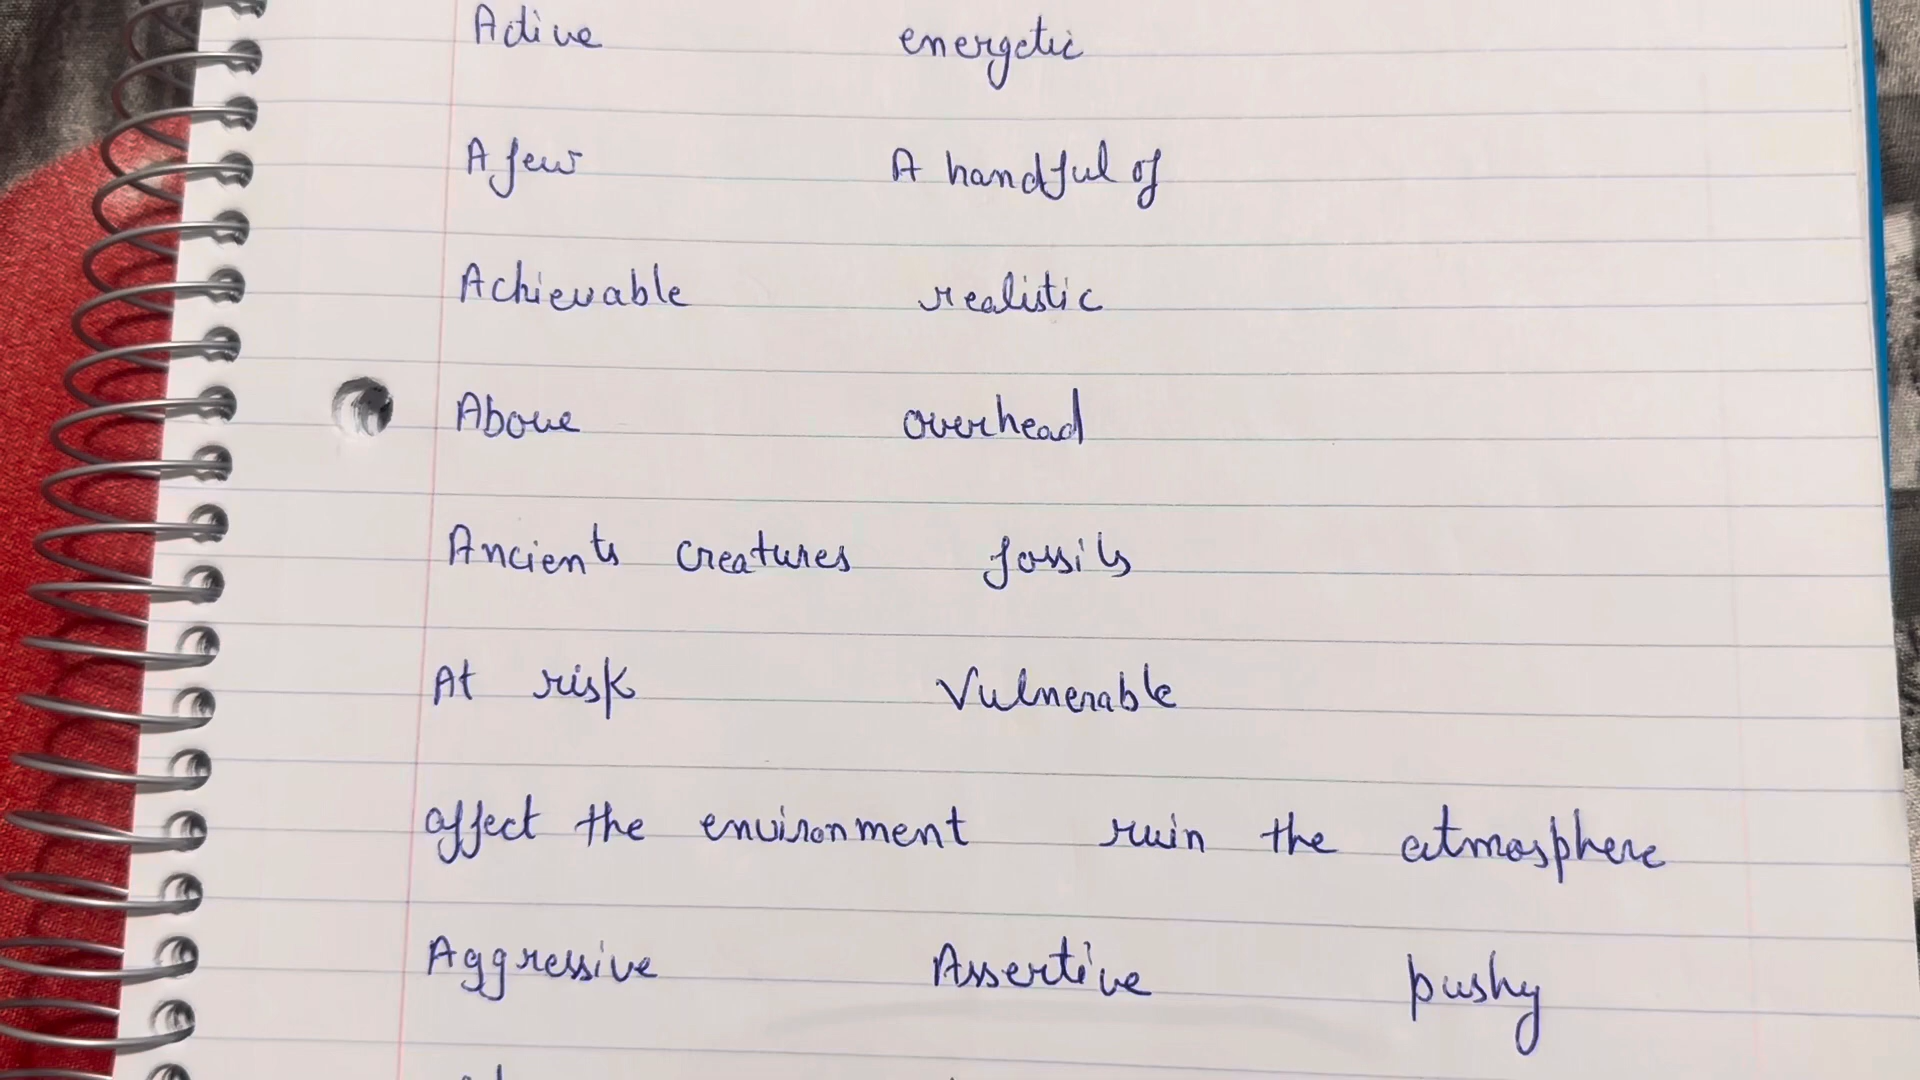 Active energetic
A few A handful of
Achievable realistic
Above overhead
Ancients creatures fossils
At risk Vulnerable
affect the environment ruin the atmosphere
Aggressive Assertive pushy